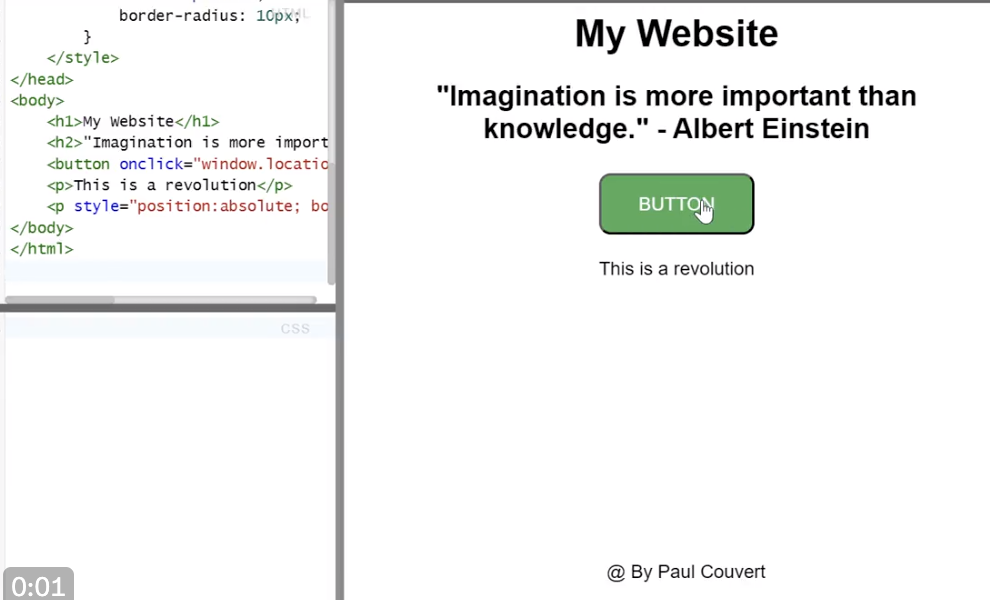 border-radius: 10px;
HTML
}
</style>
</head>
<body>
<h1>My Website</h1>
<h2>"Imagination is more import
<button onclick="window.locatio
<p>This is a revolution</p>
<p style="position:absolute; bo
</body>
</html>
CSS
0:01
My Website
"Imagination is more important than
knowledge." - Albert Einstein
BUTTON
This is a revolution
@ By Paul Couvert